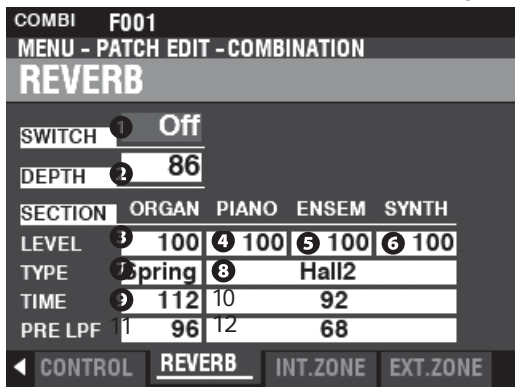 COMBI F001
MENU - PATCH EDIT - COMBINATION
REVERB
SWITCH 1 Off
DEPTH 2 86
SECTION ORGAN PIANO ENSEM SYNTH
LEVEL 3 100 4 100 5 100 6 100
TYPE 7 Spring 8 Hall2
TIME 9 112 10 92
PRE LPF 11 96 12 68
CONTROL REVERB INT.ZONE EXT.ZONE